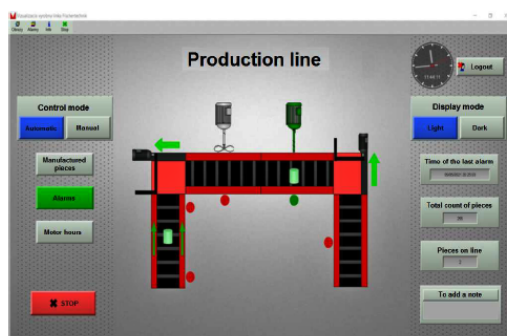 Production line
Logout
Control mode
Automatic
Manual
Manufactured
pieces
Alarms
Motor hours
STOP
Display mode
Light
Dark
Time of the last alarm
Total count of pieces
Pieces on line
To add a note